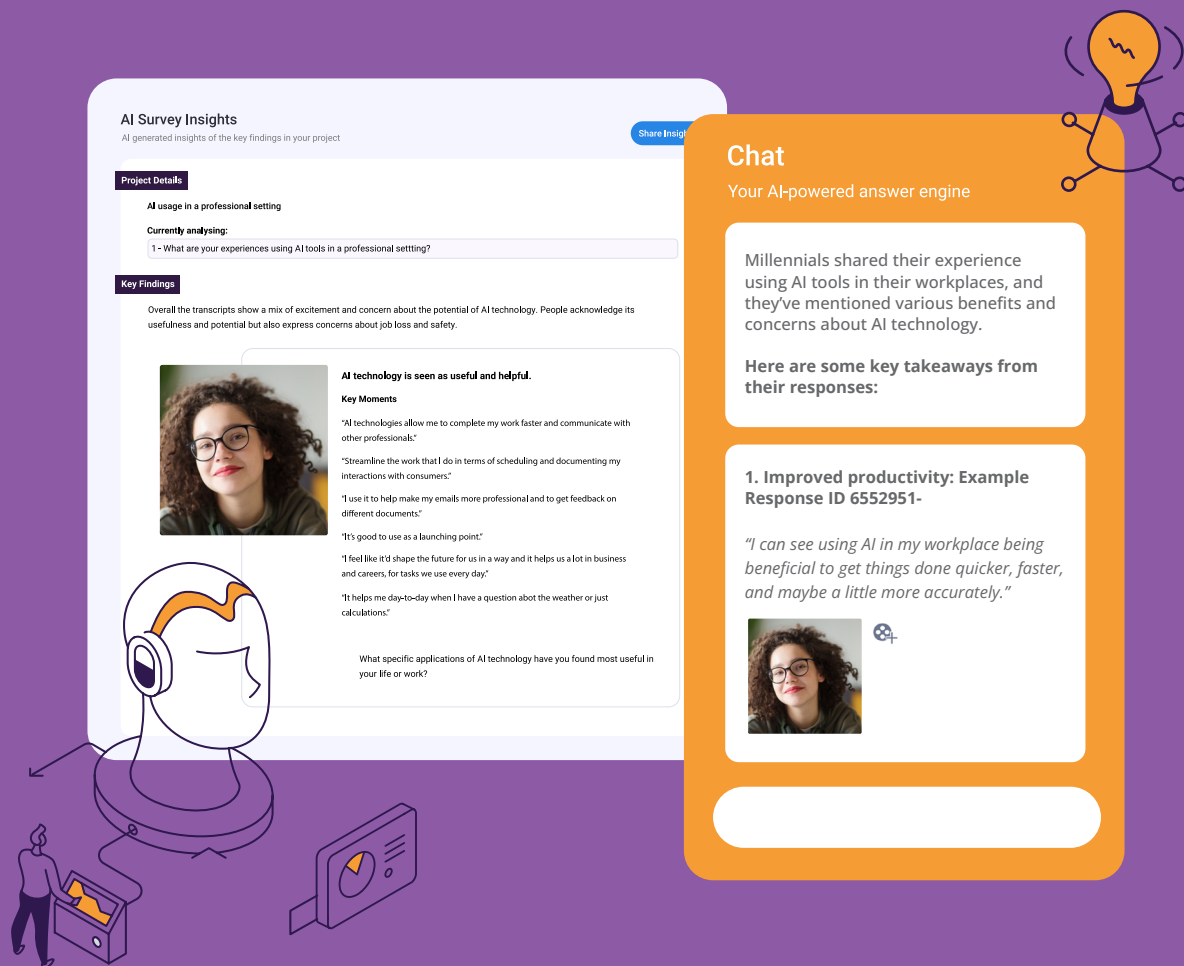 AI Survey Insights
AI generated insights of the key findings in your project
Share
Project Details
AI usage in a professional setting
Currently analysing:
1 - What are your experiences using AI tools in a professional settting?
Key Findings
Overall the transcripts show a mix of excitement and concern about the potential of AI technology. People acknowledge its
usefulness and potential but also express concerns about job loss and safety.
AI technology is seen as useful and helpful.
Key Moments
“AI technologies allow me to complete my work faster and communicate with
other professionals.”
“Streamline the work that I do in terms of scheduling and documenting my
interactions with consumers.”
“I use it to help make my emails more professional and to get feedback on
different documents.”
“It’s good to use as a launching point.”
“I feel like it’d shape the future for us in a way and it helps us a lot in business
and careers, for tasks we use every day.”
“It helps me day-to-day when I have a question abot the weather or just
calculations.”
What specific applications of AI technology have you found most useful in
your life or work?
Chat
Your AI-powered answer engine
Millennials shared their experience
using AI tools in their workplaces, and
they’ve mentioned various benefits and
concerns about AI technology.
Here are some key takeaways from
their responses:
1. Improved productivity: Example
Response ID 6552951-
“I can see using AI in my workplace being
beneficial to get things done quicker, faster,
and maybe a little more accurately.”